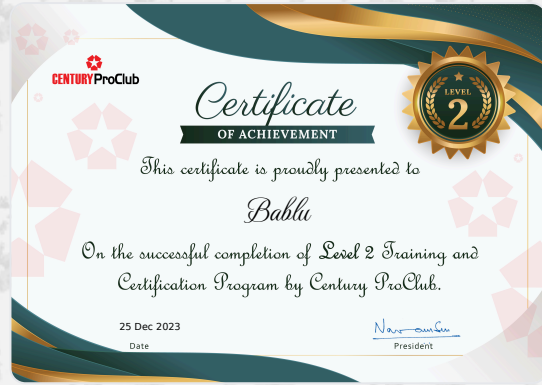 CENTURY ProClub
Certificate
OF ACHIEVEMENT
LEVEL
2
This certificate is proudly presented to
Bablu
On the successful completion of Level 2 Training and
Certification Program by Century ProClub.
25 Dec 2023
Date
President